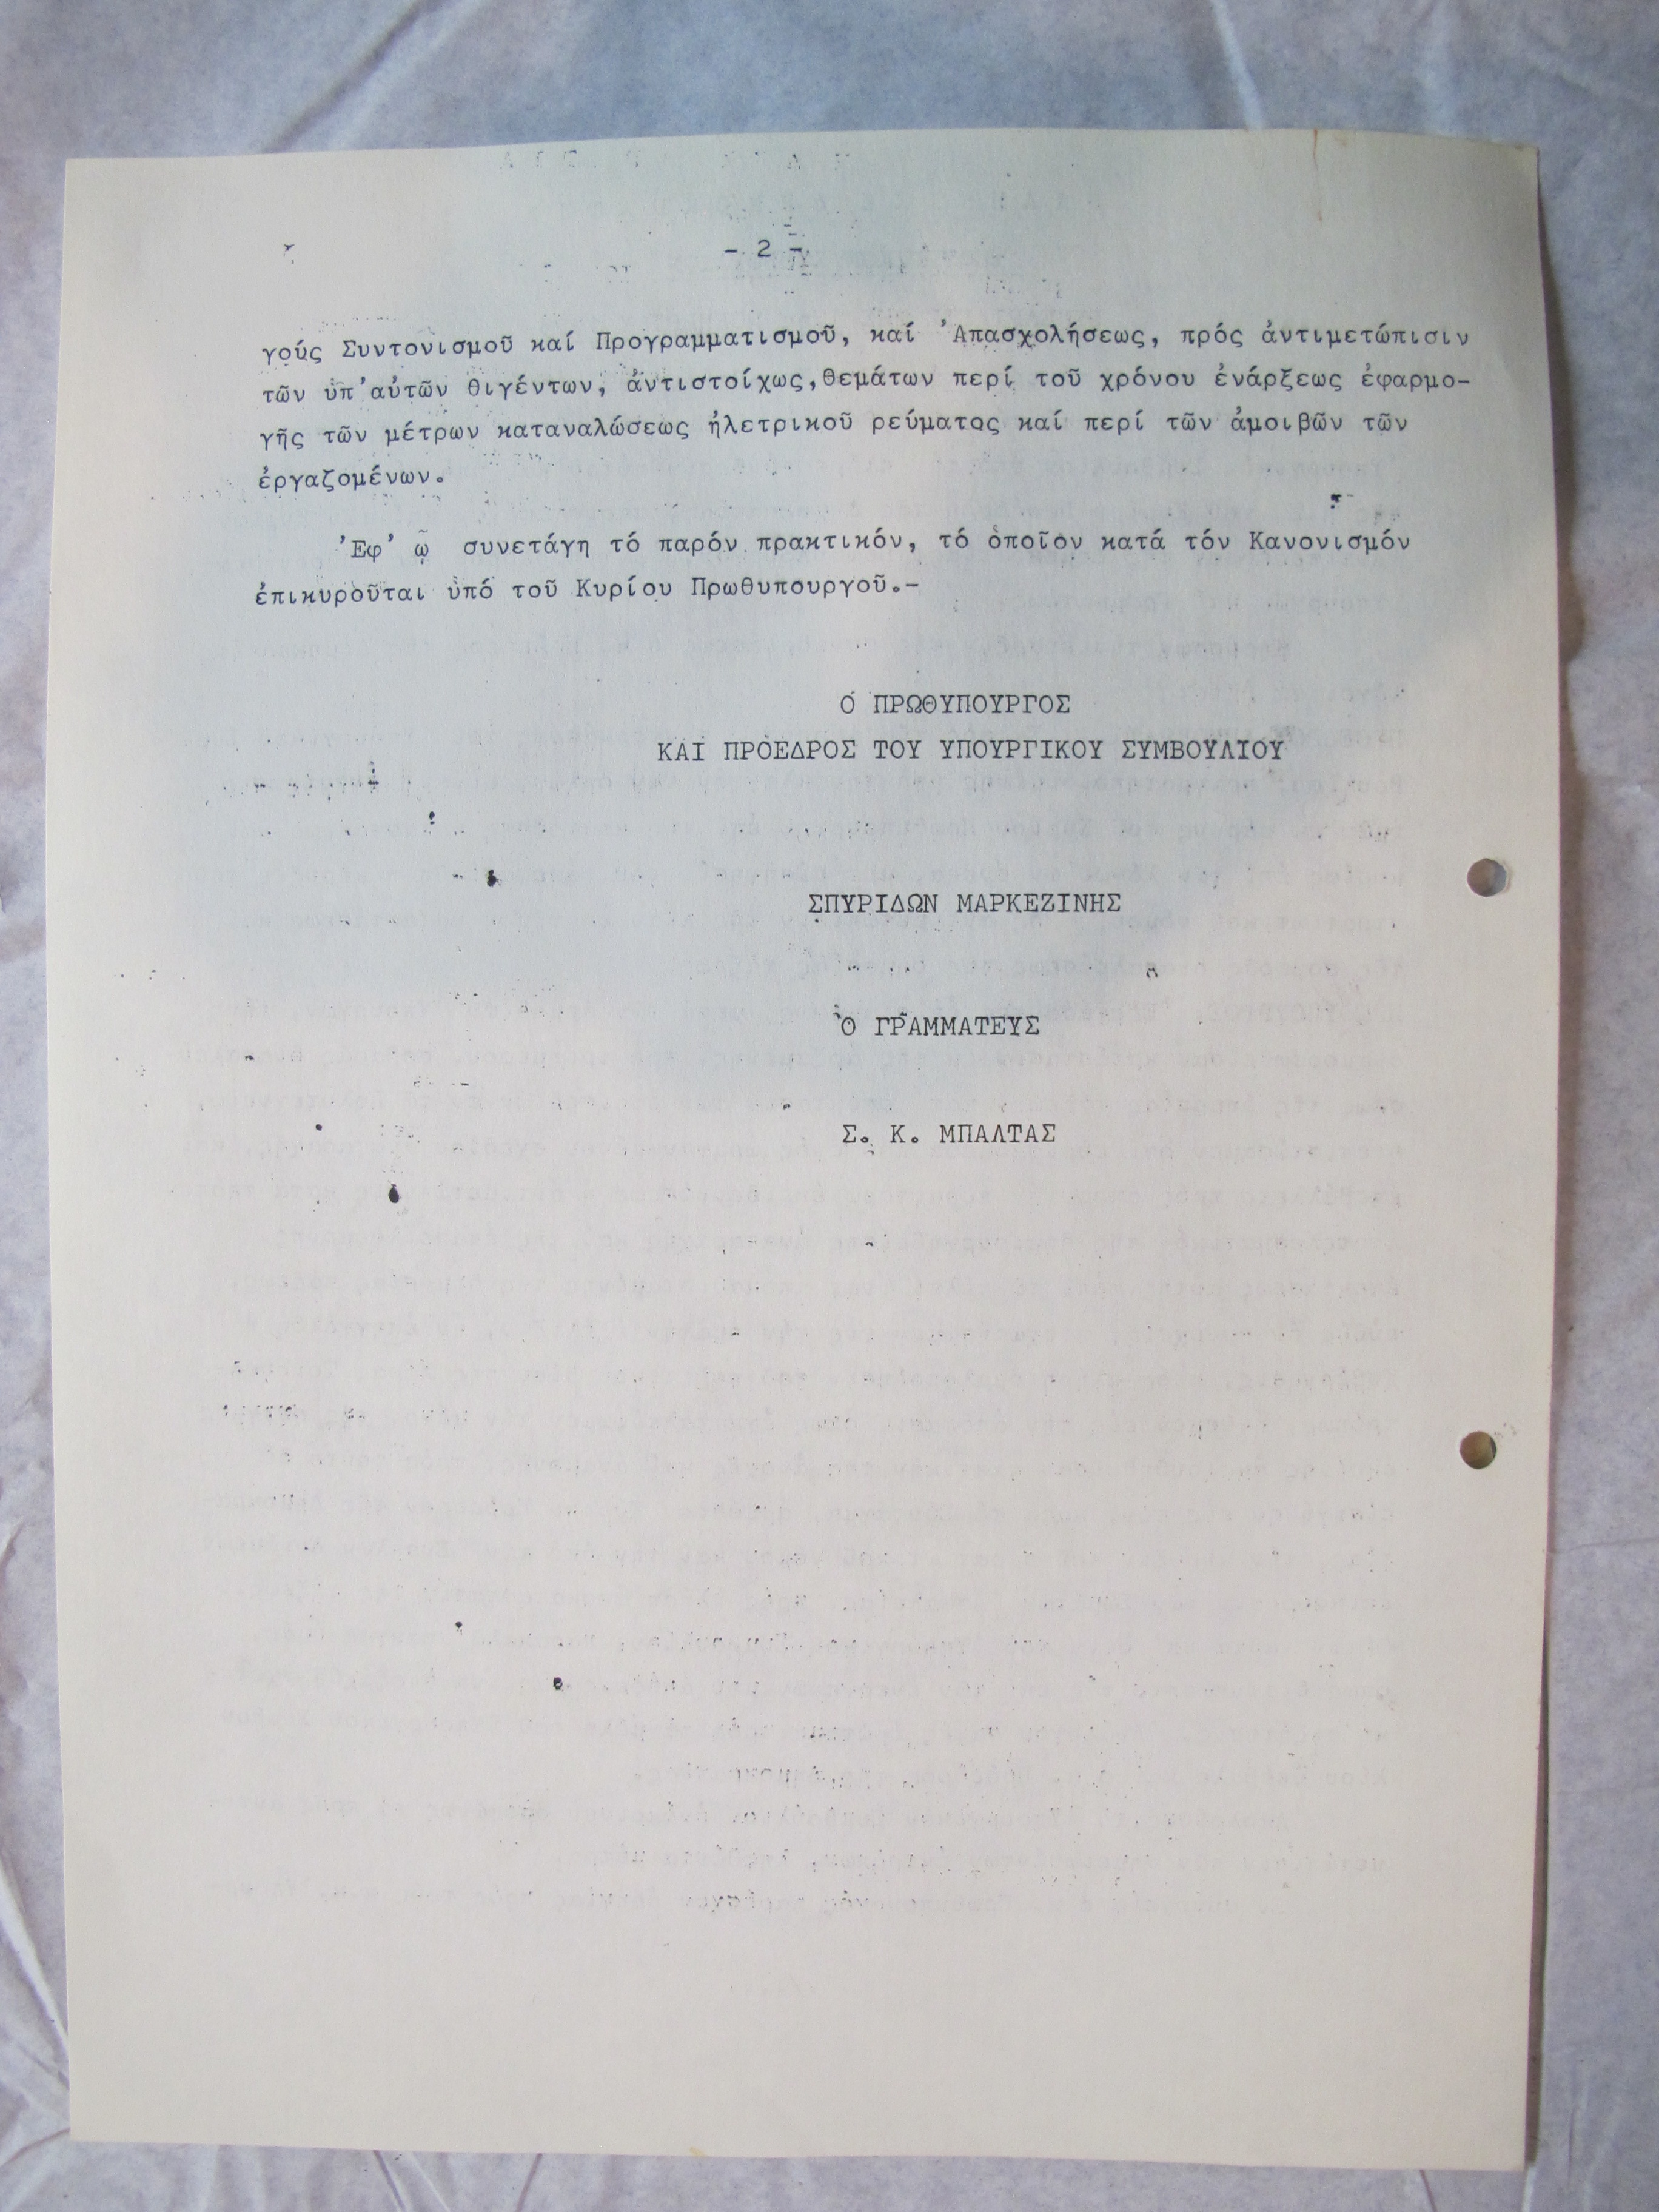 - 2 -
γούς Συντονισμοῦ καί Προγραμματισμοῦ, καί 'Απασχολήσεως, πρός ἀντιμετώπισιν
τῶν ὑπ'αὐτῶν θιγέντων, ἀντιστοίχως,θεμάτων περί τοῦ χρόνου ἐνάρξεως ἐφαρμο-
γῆς τῶν μέτρων καταναλώσεως ἠλετρικοῦ ρεύματος καί περί τῶν ἀμοιβῶν τῶν
ἐργαζομένων.
'Εφ' ᾧ συνετάγη τό παρόν πρακτικόν, τό ὁποῖον κατά τόν Κανονισμόν
ἐπικυροῦται ὑπό τοῦ Κυρίου Πρωθυπουργοῦ.-
Ο ΠΡΩΘΥΠΟΥΡΓΟΣ
ΚΑΙ ΠΡΟΕΔΡΟΣ ΤΟΥ ΥΠΟΥΡΓΙΚΟΥ ΣΥΜΒΟΥΛΙΟΥ
ΣΠΥΡΙΔΩΝ ΜΑΡΚΕΖΙΝΗΣ
Ὁ ΓΡΑΜΜΑΤΕΥΣ
Σ. Κ. ΜΠΑΛΤΑΣ